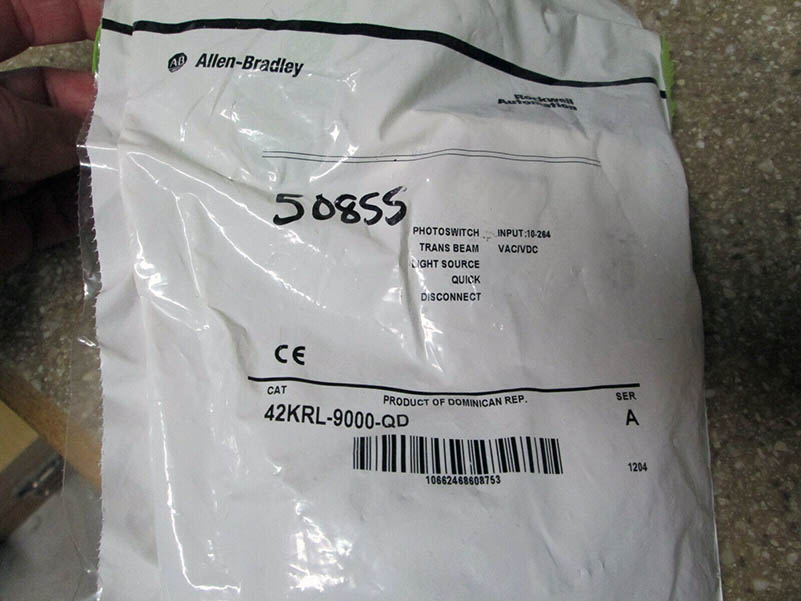 AB Allen-Bradley
Rockwell
Automation
50855
PHOTOSWITCH INPUT:10-264
TRANS BEAM VAC/VDC
LIGHT SOURCE
QUICK
DISCONNECT
CE
CAT PRODUCT OF DOMINICAN REP. SER
42KRL-9000-QD A
10662468608753 1204